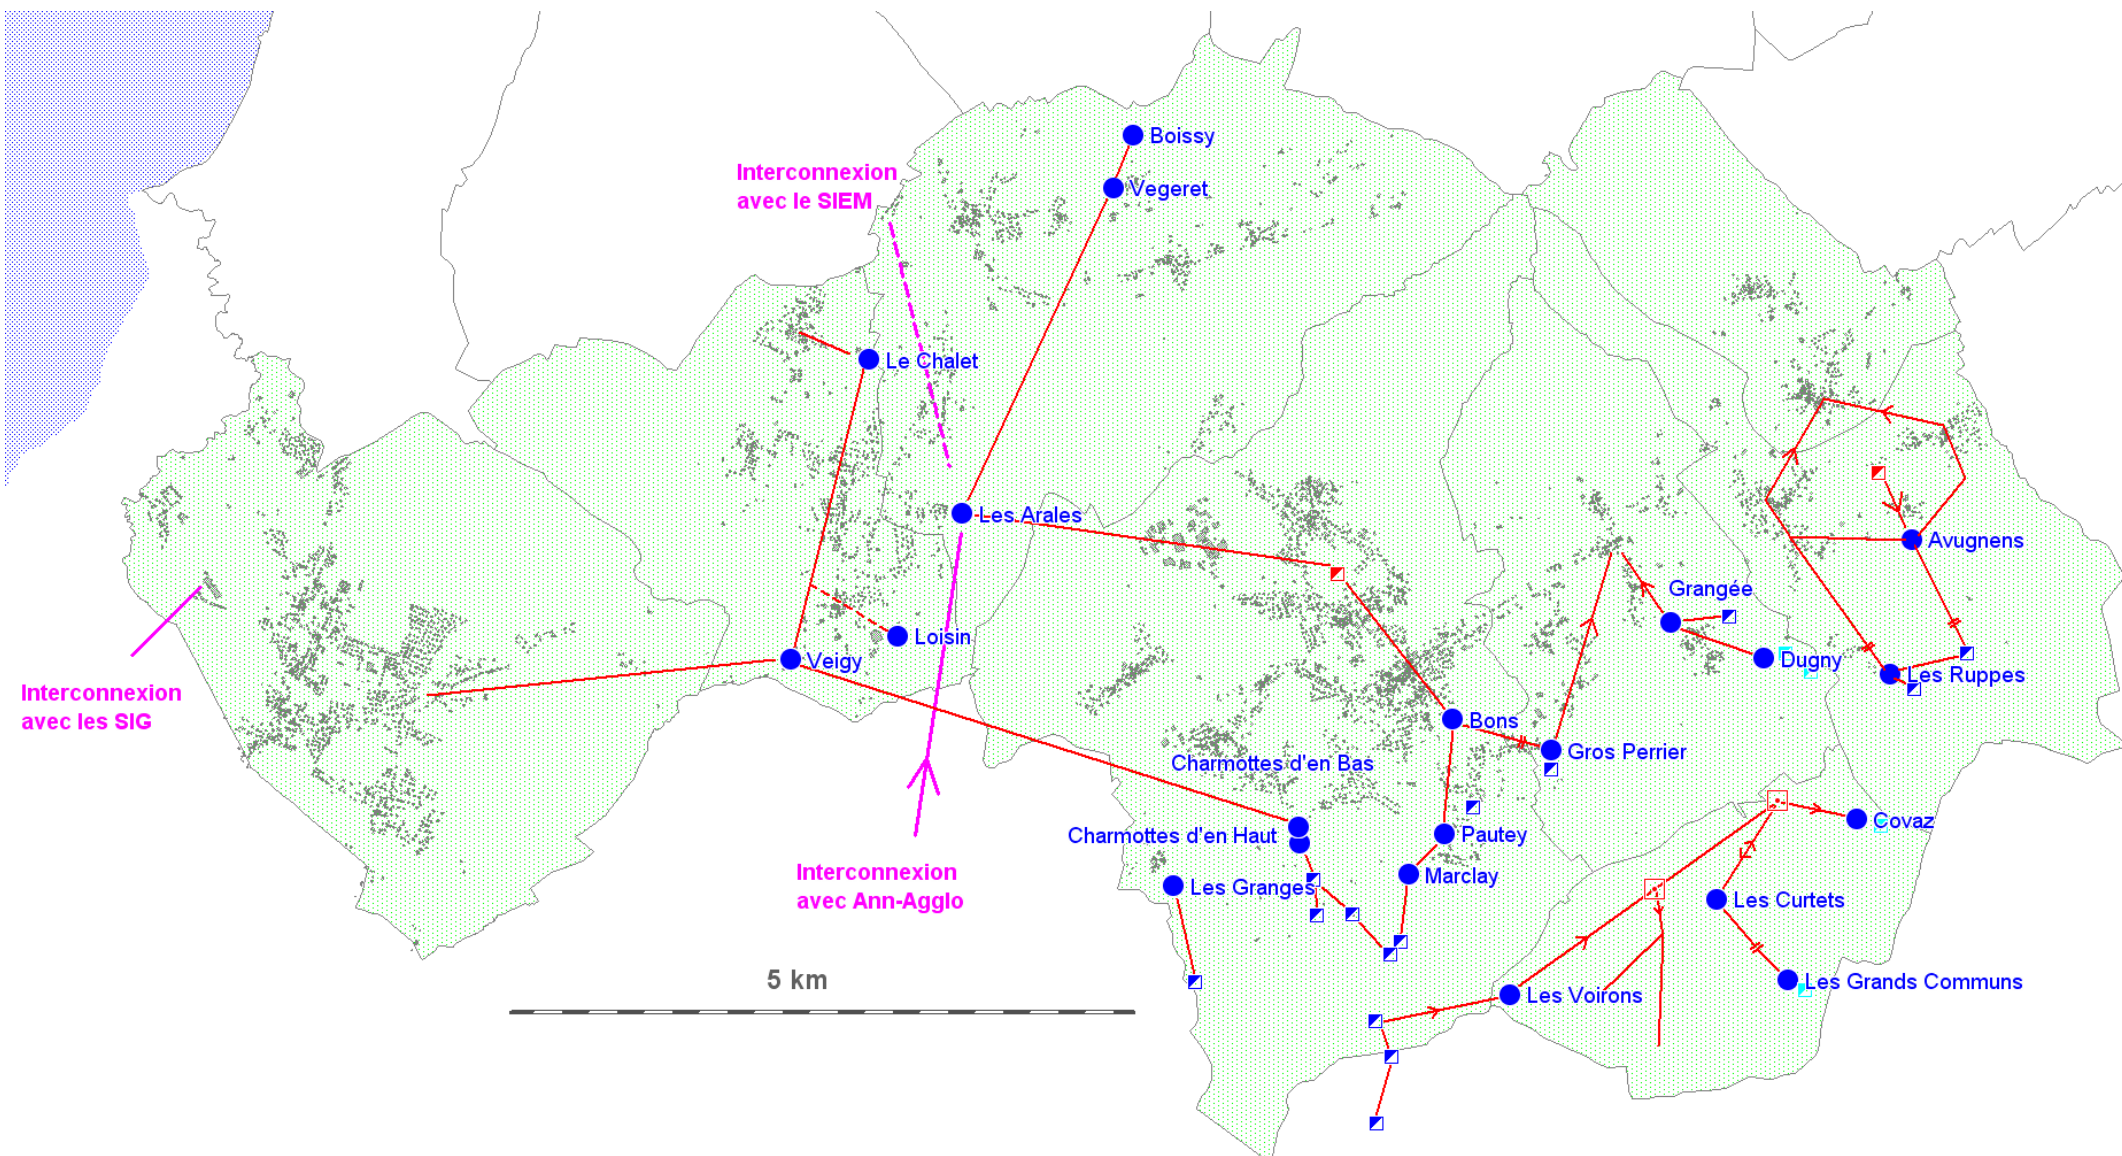 Boissy
Interconnexion
avec le SIEM
Vegeret
Le Chalet
Les Arales
Avugnens
Grangée
Loisin
Veigy
Dugny
Les Ruppes
Interconnexion
avec les SIG
Bons
Gros Perrier
Charmottes d'en Bas
Charmottes d'en Haut
Pautey
Covaz
Interconnexion
avec Ann-Agglo
Les Granges
Marclay
Les Curtets
5 km
Les Grands Communs
Les Voirons